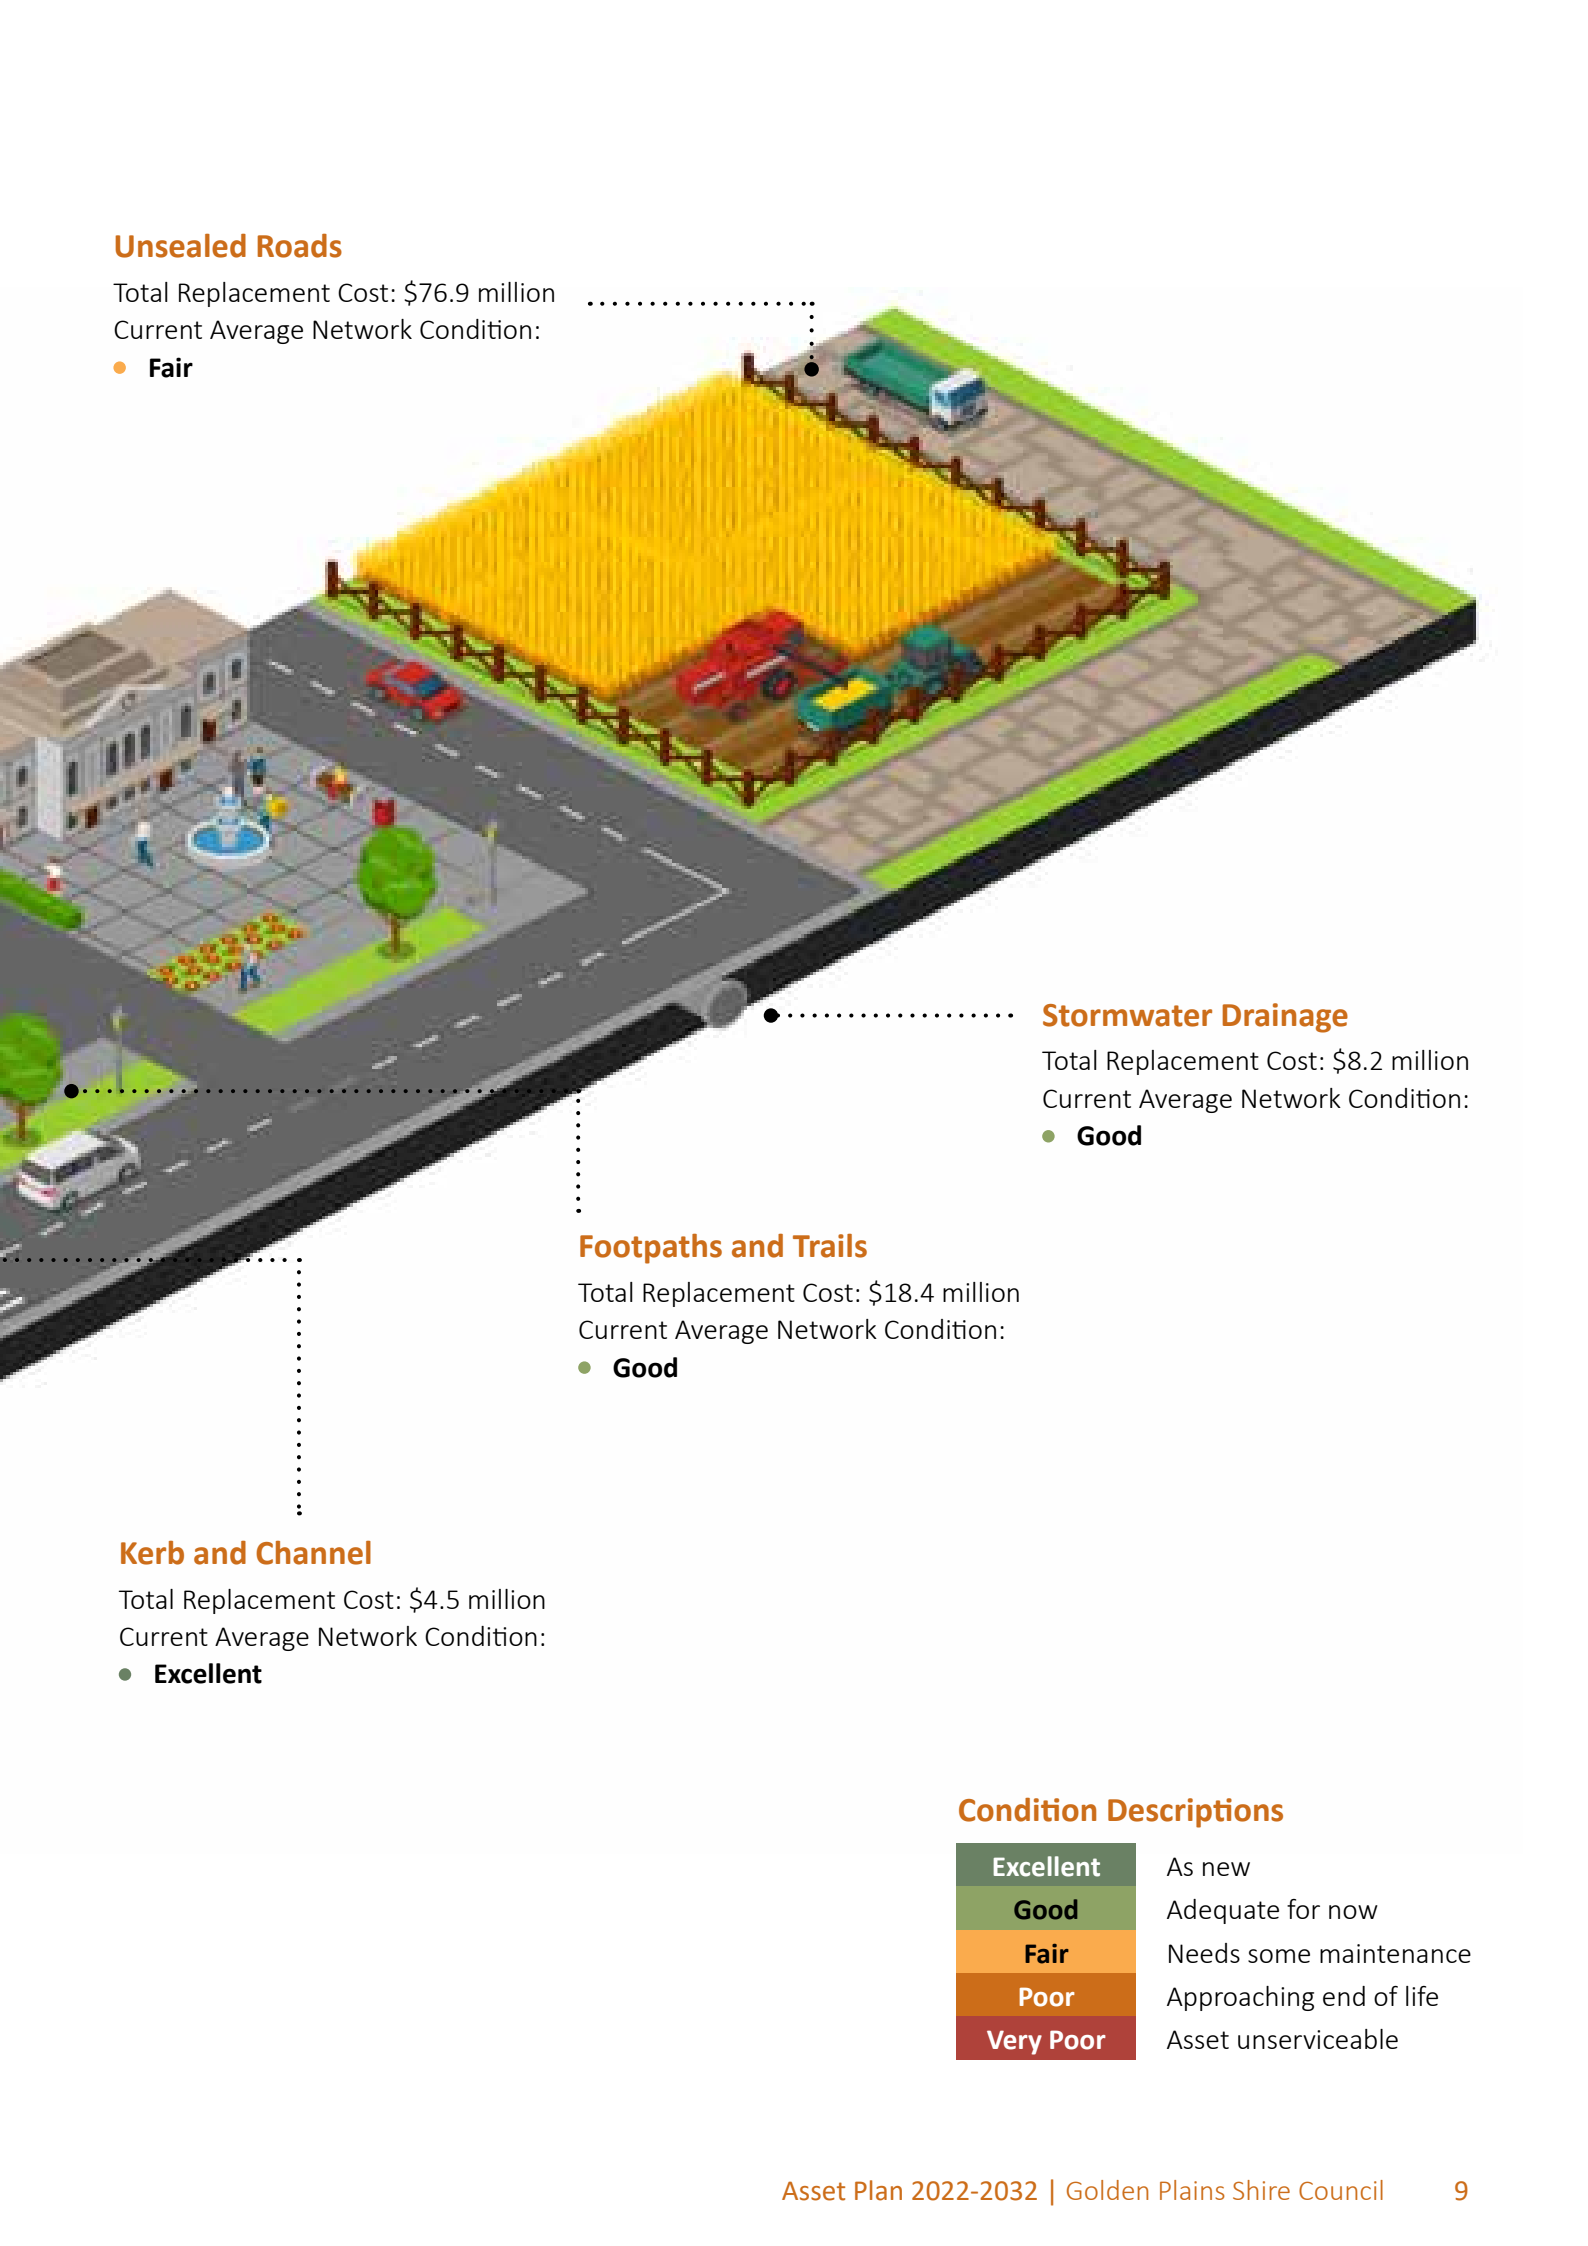 Unsealed Roads
Total Replacement Cost: $76.9 million
Current Average Network Condition:
Fair
Stormwater Drainage
Total Replacement Cost: $8.2 million
Current Average Network Condition:
Good
Footpaths and Trails
Total Replacement Cost: $18.4 million
Current Average Network Condition:
Good
Kerb and Channel
Total Replacement Cost: $4.5 million
Current Average Network Condition:
Excellent
Condition Descriptions
Excellent As new
Good Adequate for now
Fair Needs some maintenance
Poor Approaching end of life
Very Poor Asset unserviceable
Asset Plan 2022-2032 | Golden Plains Shire Council 9